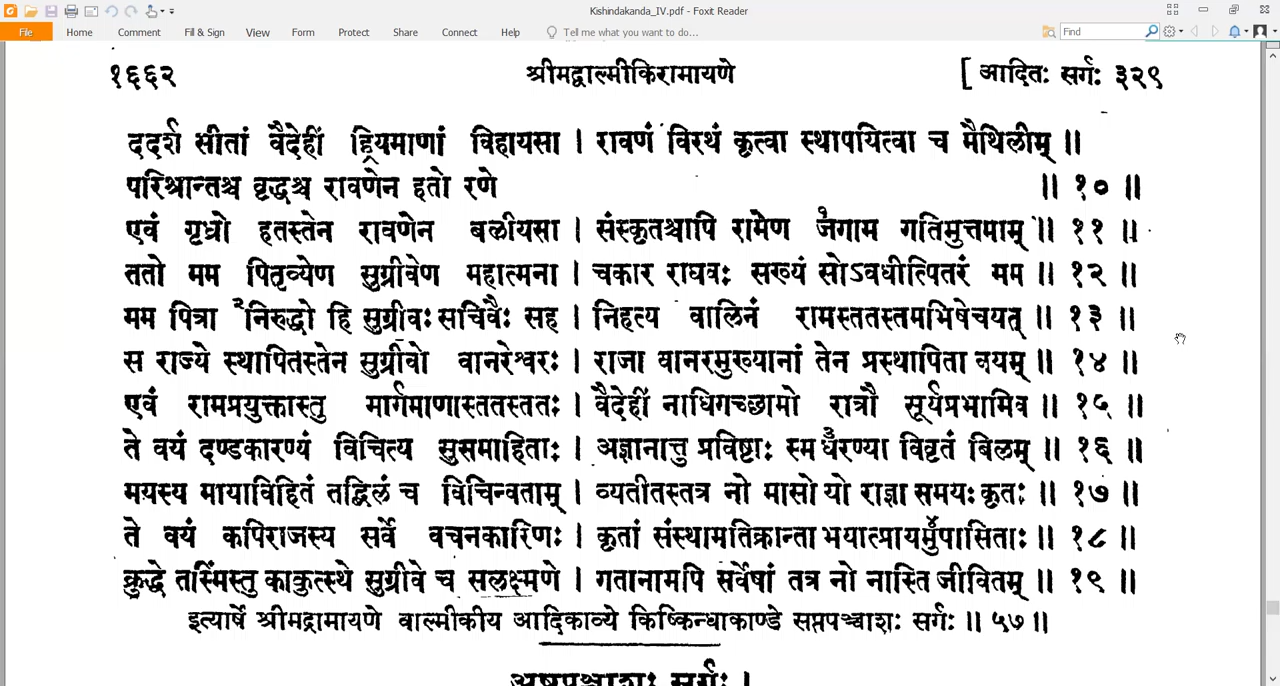 Kishindakanda_IV.pdf - Foxit Reader
File Home Comment Fill & Sign View Form Protect Share Connect Help Tell me what you want to do... Find
१६६२ श्रीमद्वाल्मीकिरामायणे [ आदितः सर्गः ३२९
ददर्श सीतां वैदेहीं ह्रियमाणां विहायसा । रावणं विरथं कृत्वा स्थापयित्वा च मैथिलीम् ॥
परिश्रान्तश्च वृद्धश्च रावणेन हतो रणे ॥ १० ॥
एवं गृध्रो हतस्तेन रावणेन बलीयसा । संस्कृतश्चापि रामेण जगाम गतिमुत्तमाम् ॥ ११ ॥
ततो मम पितृव्येण सुग्रीवेण महात्मना । चकार राघवः सख्यं सोऽवधीत्पितरं मम ॥ १२ ॥
मम पित्रा निरुद्धो हि सुग्रीवः सचिवैः सह । निहत्य वालिनं रामस्ततस्तमभिषेचयत् ॥ १३ ॥
स राज्ये स्थापितस्तेन सुग्रीवो वानरेश्वरः । राजा वानरमुख्यानां तेन प्रस्थापिता वयम् ॥ १४ ॥
एवं रामप्रयुक्तास्तु मार्गमाणास्ततस्ततः । वैदेहीं नाधिगच्छामो रात्रौ सूर्यप्रभामिव ॥ १५ ॥
ते वयं दण्डकारण्यं विचित्य सुसमाहिताः । अज्ञानात्तु प्रविष्टाः स्म धरण्या विवृतं बिलम् ॥ १६ ॥
मयस्य मायाविहितं तद्बिलं च विचिन्वताम् । व्यतीतस्तत्र नो मासो यो राज्ञा समयः कृतः ॥ १७ ॥
ते वयं कपिराजस्य सर्वे वचनकारिणः । कृतां संस्थामतिक्रान्ता भयात्प्रायमुपासिताः ॥ १८ ॥
क्रुद्धे तस्मिंस्तु काकुत्स्थे सुग्रीवे च सलक्ष्मणे । गतानामपि सर्वेषां तत्र नो नास्ति जीवितम् ॥ १९ ॥
इत्यार्षे श्रीमद्रामायणे वाल्मीकीय आदिकाव्ये किष्किन्धाकाण्डे सप्तपञ्चाशः सर्गः ॥ ५७ ॥
अष्टपञ्चाशः सर्गः ।